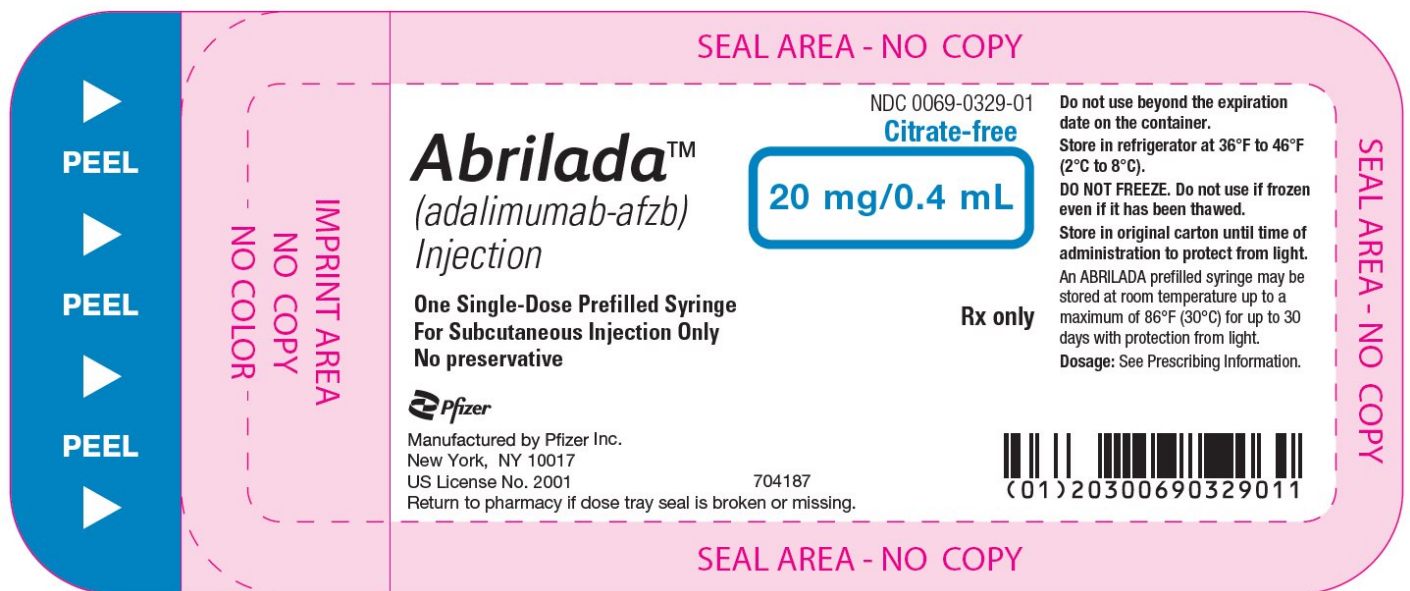 SEAL AREA - NO COPY
PEEL
PEEL
PEEL
IMPRINT AREA
NO COPY
NO COLOR
Abrilada™
(adalimumab-afzb)
Injection
One Single-Dose Prefilled Syringe
For Subcutaneous Injection Only
No preservative
Pfizer
Manufactured by Pfizer Inc.
New York, NY 10017
US License No. 2001 704187
Return to pharmacy if dose tray seal is broken or missing.
NDC 0069-0329-01
Citrate-free
20 mg/0.4 mL
Rx only
Do not use beyond the expiration
date on the container.
Store in refrigerator at 36°F to 46°F
(2°C to 8°C).
DO NOT FREEZE. Do not use if frozen
even if it has been thawed.
Store in original carton until time of
administration to protect from light.
An ABRILADA prefilled syringe may be
stored at room temperature up to a
maximum of 86°F (30°C) for up to 30
days with protection from light.
Dosage: See Prescribing Information.
(01)20300690329011
SEAL AREA - NO COPY
SEAL AREA - NO COPY